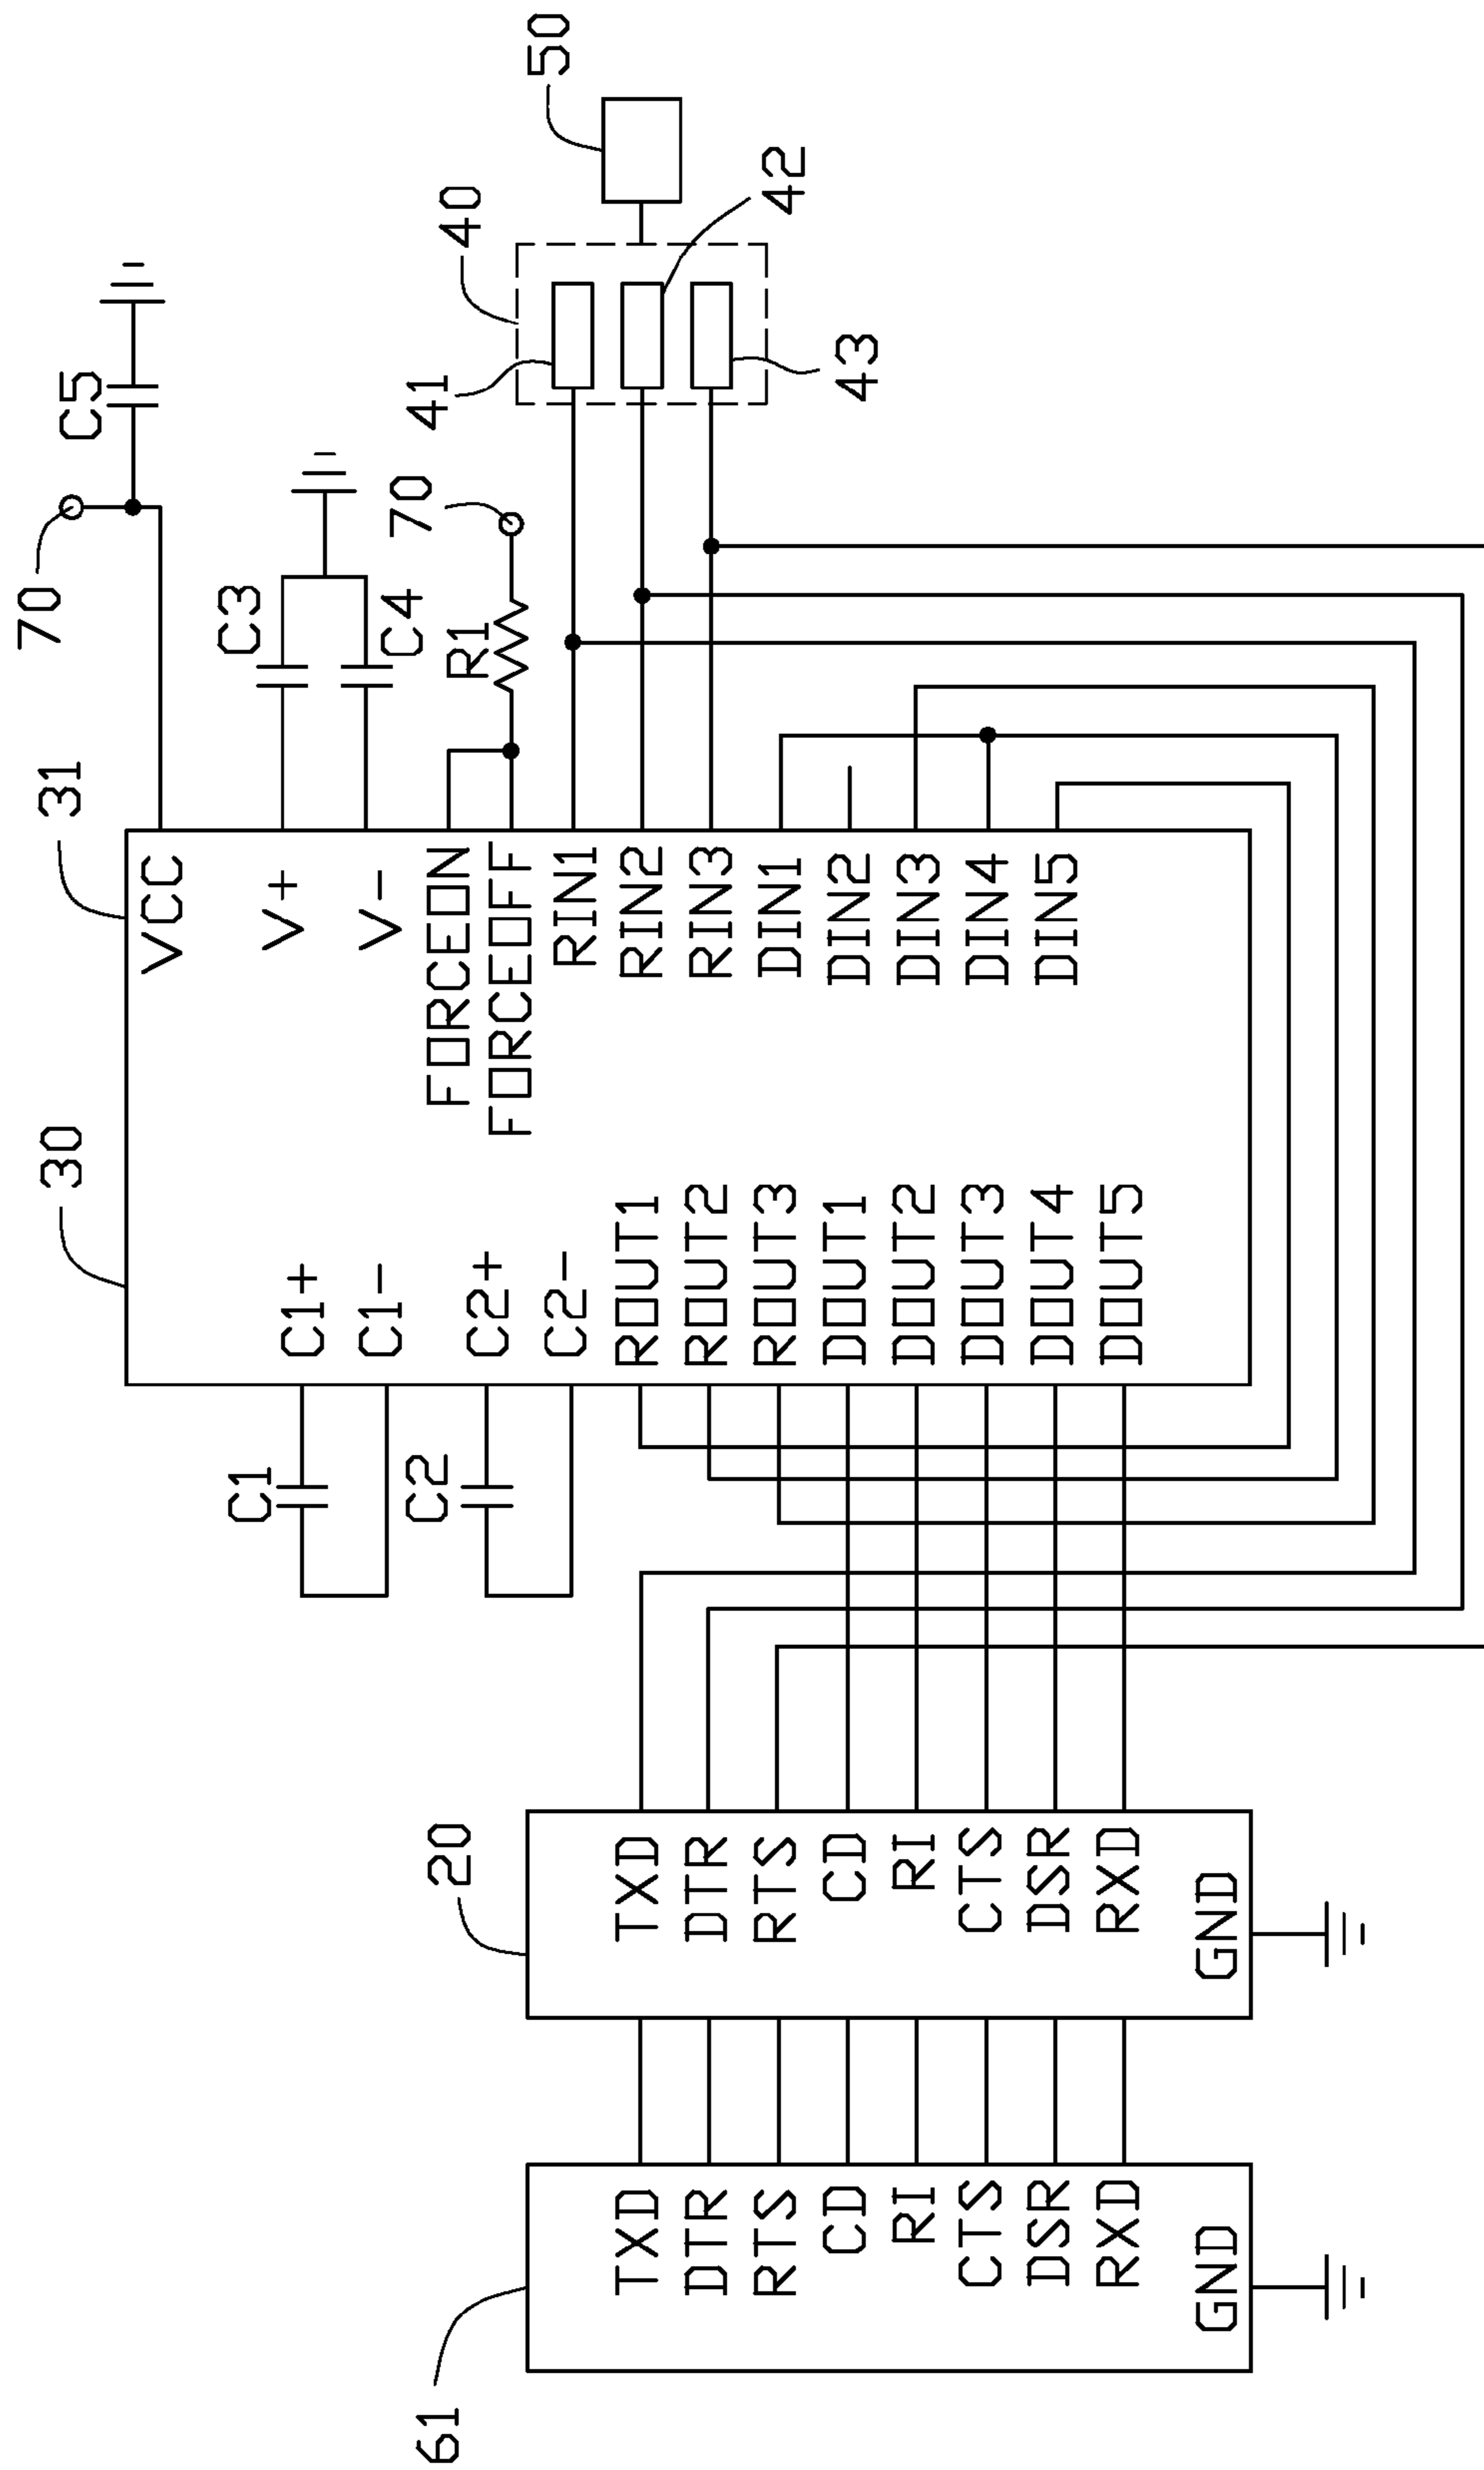 61
TXD
DTR
RTS
CD
RI
CTS
DSR
RXD
GND
20
TXD
DTR
RTS
CD
RI
CTS
DSR
RXD
GND
C1
C2
30
31
C1+
C1-
C2+
C2-
ROUT1
ROUT2
ROUT3
DOUT1
DOUT2
DOUT3
DOUT4
DOUT5
VCC
V+
V-
FORCEON
FORCEOFF
RIN1
RIN2
RIN3
DIN1
DIN2
DIN3
DIN4
DIN5
70
C5
C3
C4
R1
70
41
40
42
43
50